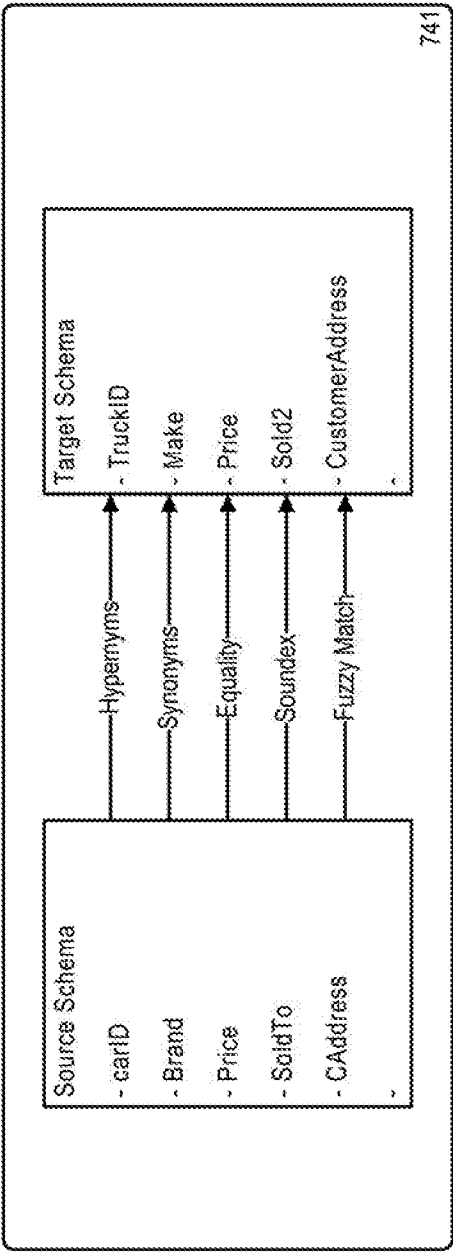 Source Schema
- carID
- Brand
- Price
- SoldTo
- CAddress
-
Hypernyms
Synonyms
Equality
Soundex
Fuzzy Match
Target Schema
- TruckID
- Make
- Price
- Sold2
- CustomerAddress
-
741